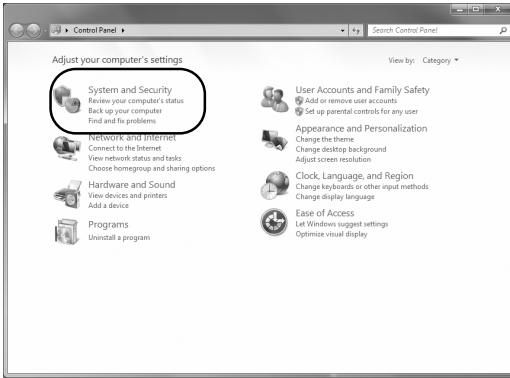 Control Panel
Search Control Panel
Adjust your computer's settings
View by: Category
System and Security
Review your computer's status
Back up your computer
Find and fix problems
Network and Internet
Connect to the Internet
View network status and tasks
Choose homegroup and sharing options
Hardware and Sound
View devices and printers
Add a device
Programs
Uninstall a program
User Accounts and Family Safety
Add or remove user accounts
Set up parental controls for any user
Appearance and Personalization
Change the theme
Change desktop background
Adjust screen resolution
Clock, Language, and Region
Change keyboards or other input methods
Change display language
Ease of Access
Let Windows suggest settings
Optimize visual display